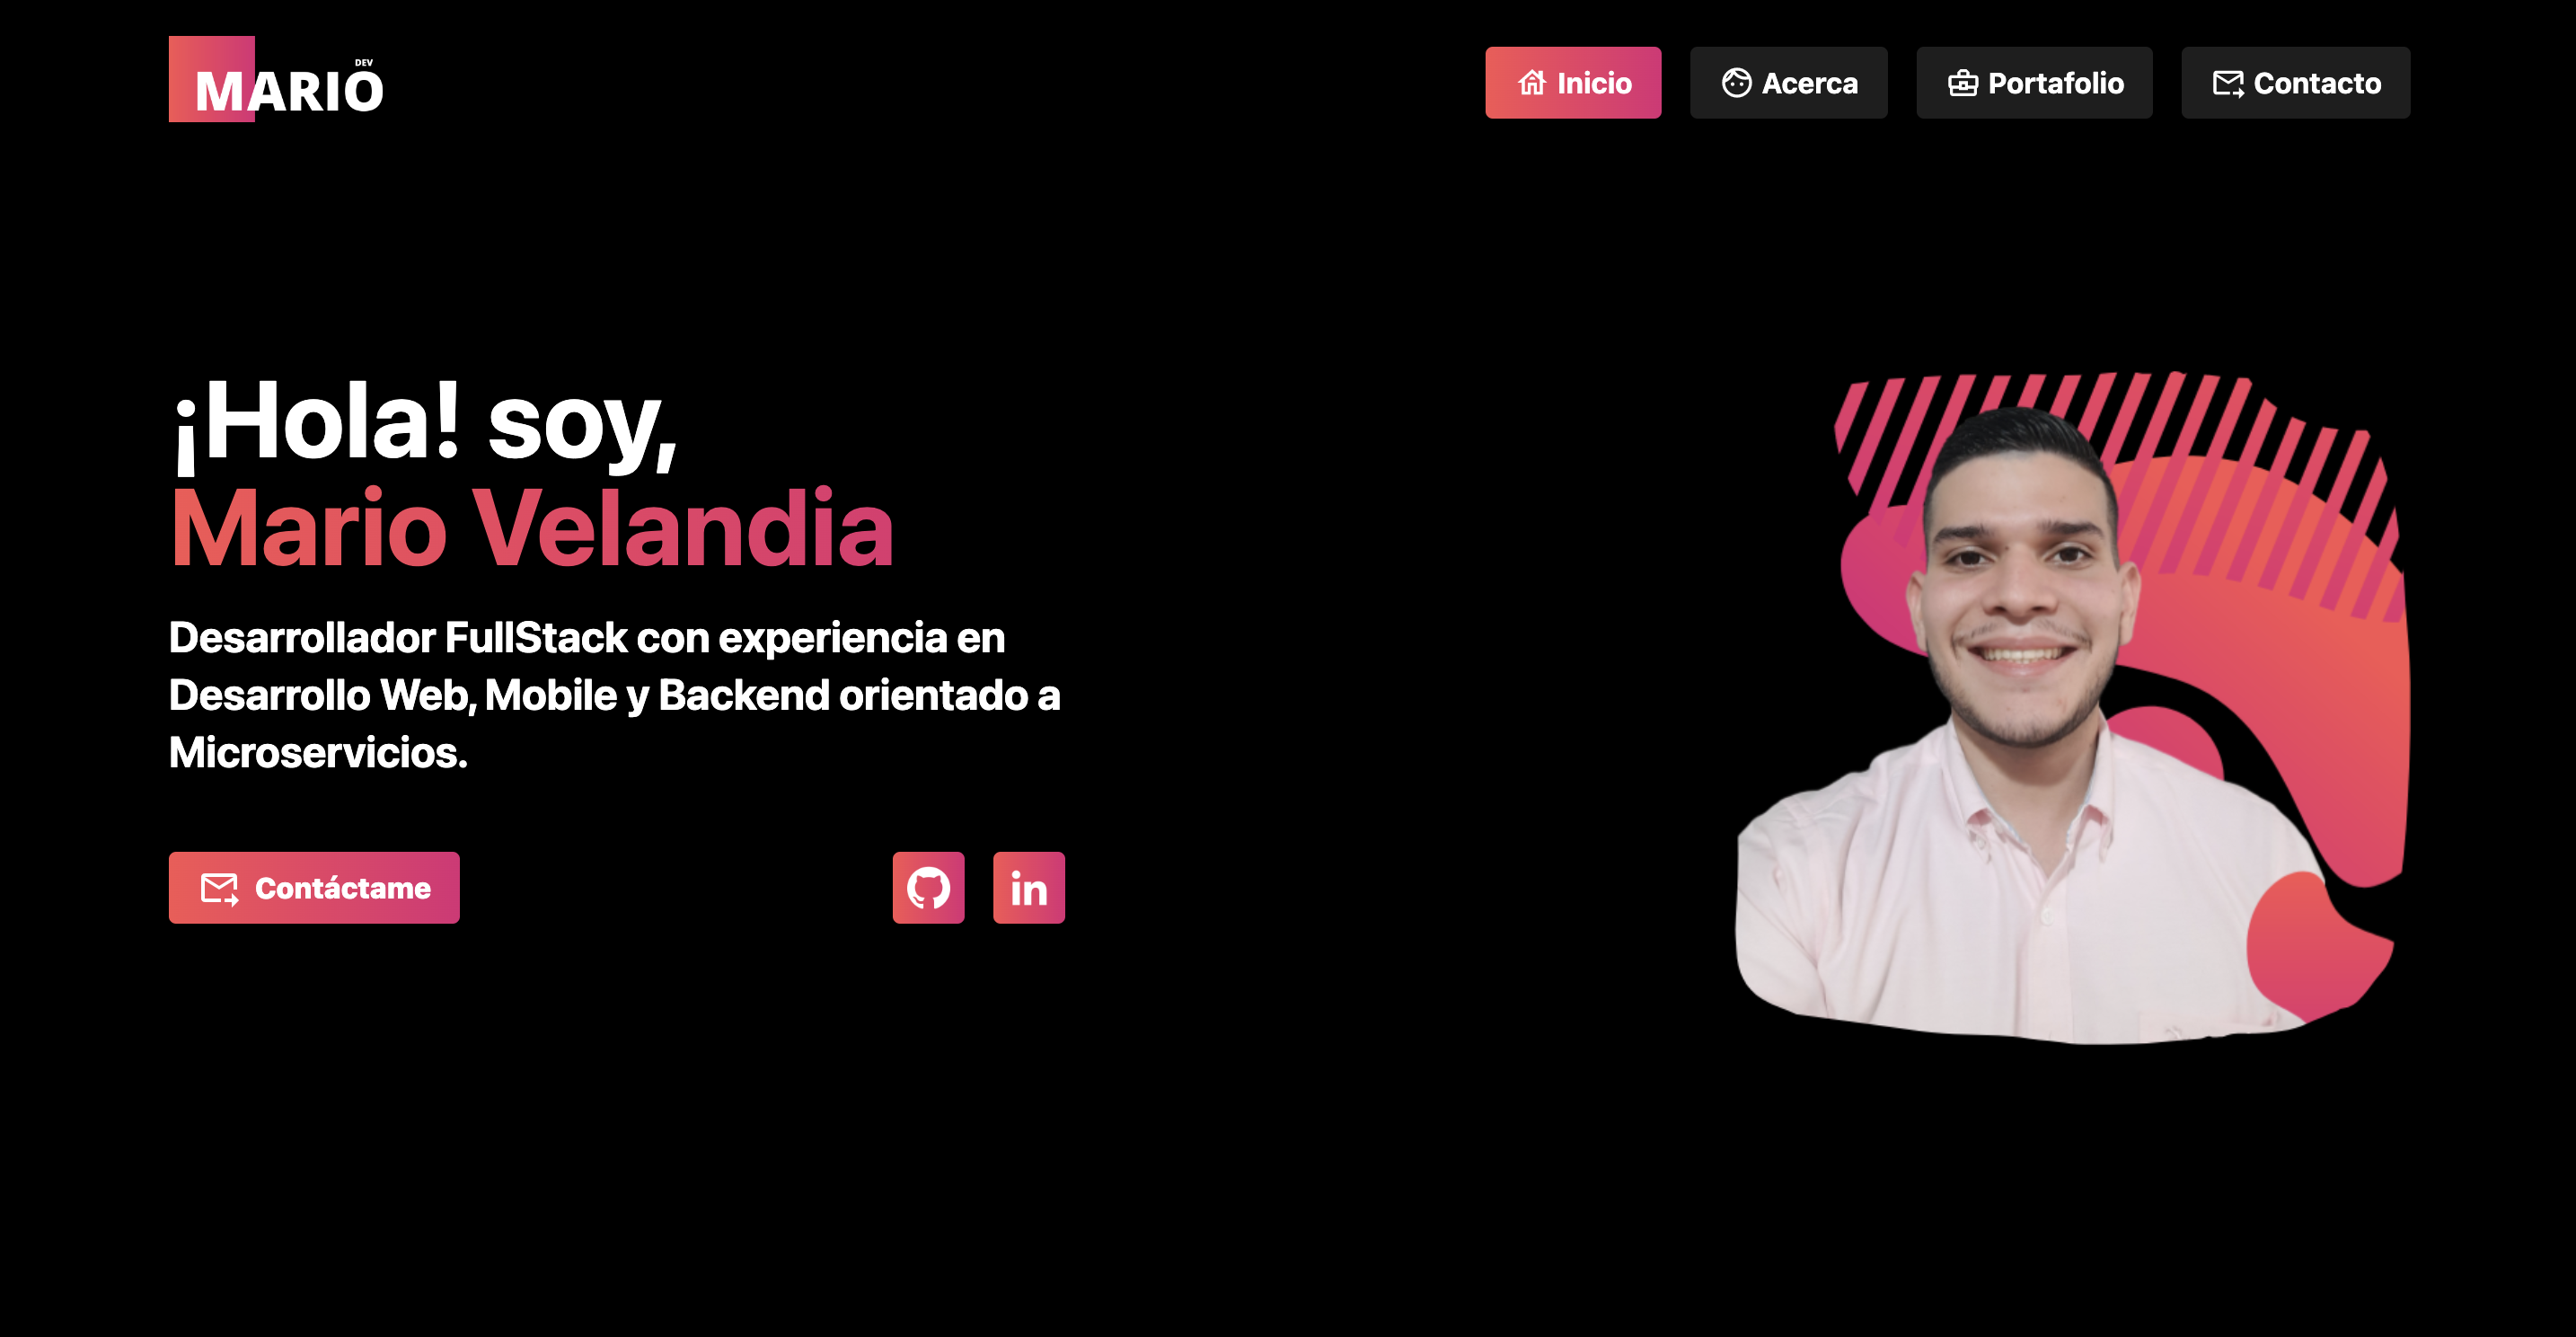 DEV
MARIO
Inicio
Acerca
Portafolio
Contacto
¡Hola! soy,
Mario Velandia
Desarrollador FullStack con experiencia en
Desarrollo Web, Mobile y Backend orientado a
Microservicios.
Contáctame
in